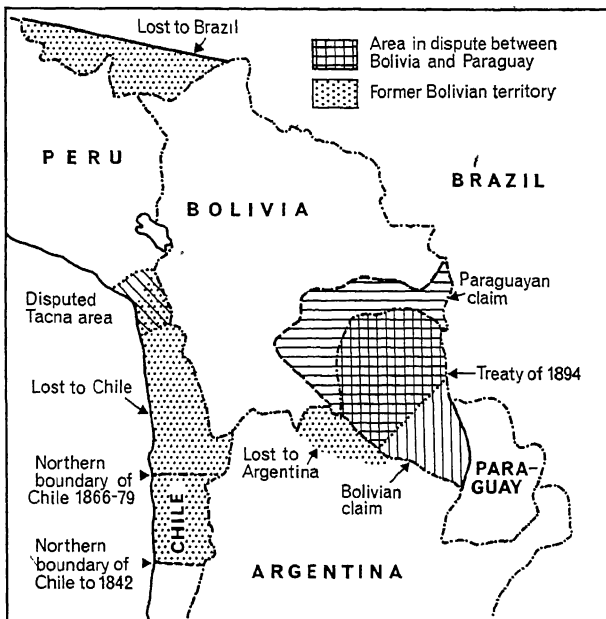 Lost to Brazil
Area in dispute between
Bolivia and Paraguay
Former Bolivian territory
PERU
BOLIVIA
BRAZIL
Disputed
Tacna area
Paraguayan
claim
Lost to Chile
Treaty of 1894
Northern
boundary of
Chile 1866-79
Lost to
Argentina
Bolivian
claim
PARA-
GUAY
CHILE
Northern
boundary of
Chile to 1842
ARGENTINA